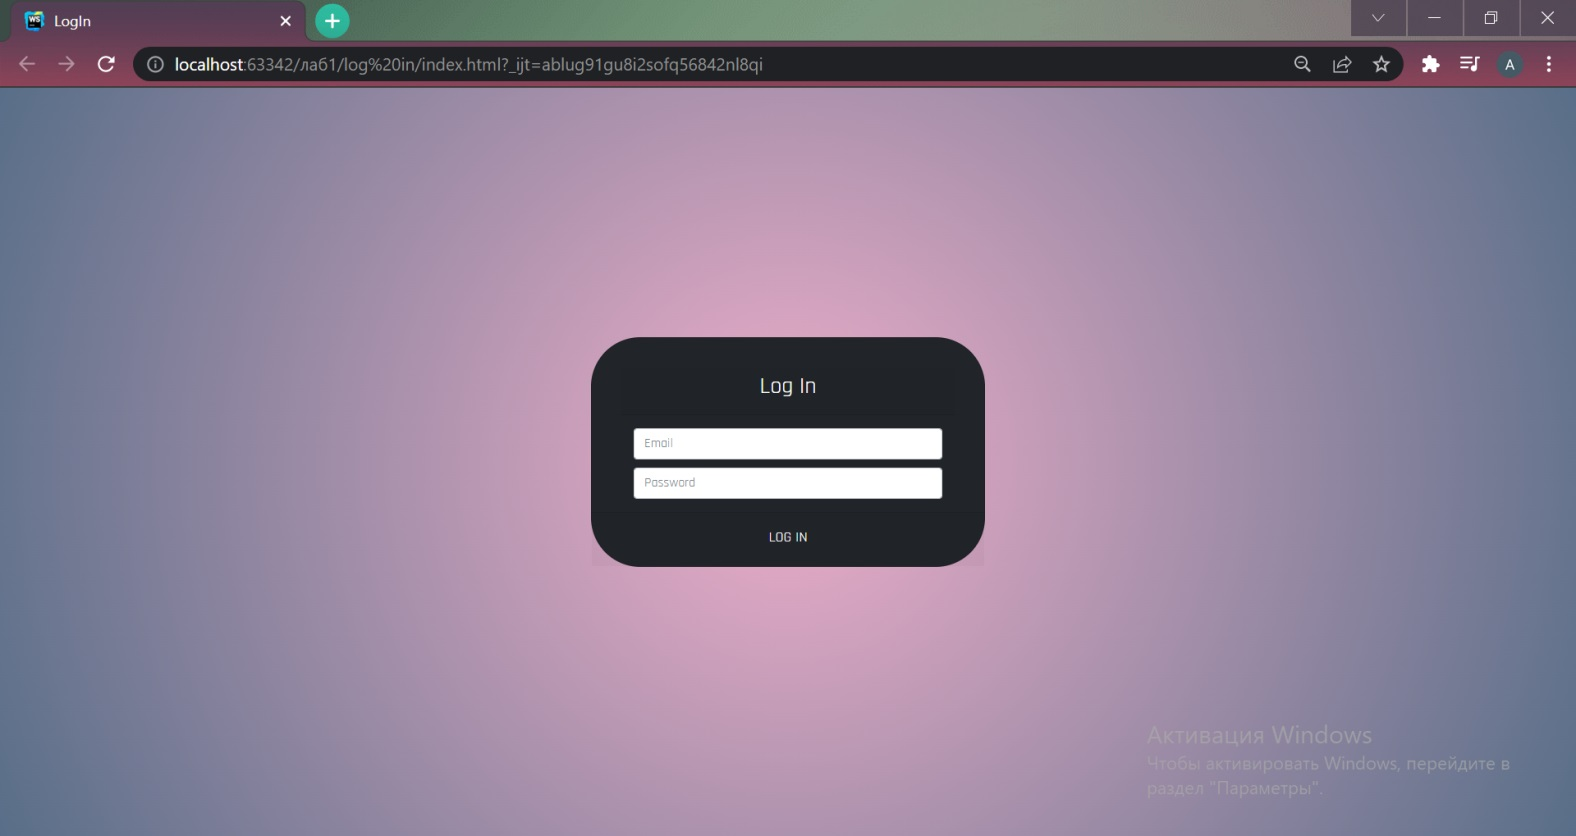 LogIn
localhost:63342/ла61/log%20in/index.html?_ijt=ablug91gu8i2sofq56842nl8qi
A
Log In
Email
Password
LOG IN
Активация Windows
Чтобы активировать Windows, перейдите в
раздел "Параметры".